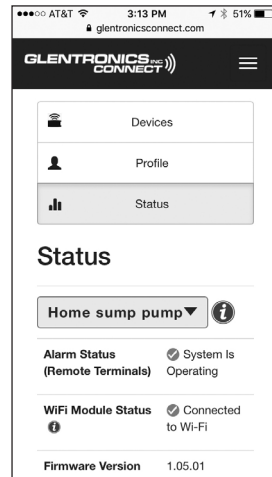 AT&T 3:13 PM 51%
glentronicsconnect.com
GLENTRONICS INC
CONNECT
Devices
Profile
Status
Status
Home sump pump
Alarm Status System Is
(Remote Terminals) Operating
WiFi Module Status Connected
to Wi-Fi
Firmware Version 1.05.01